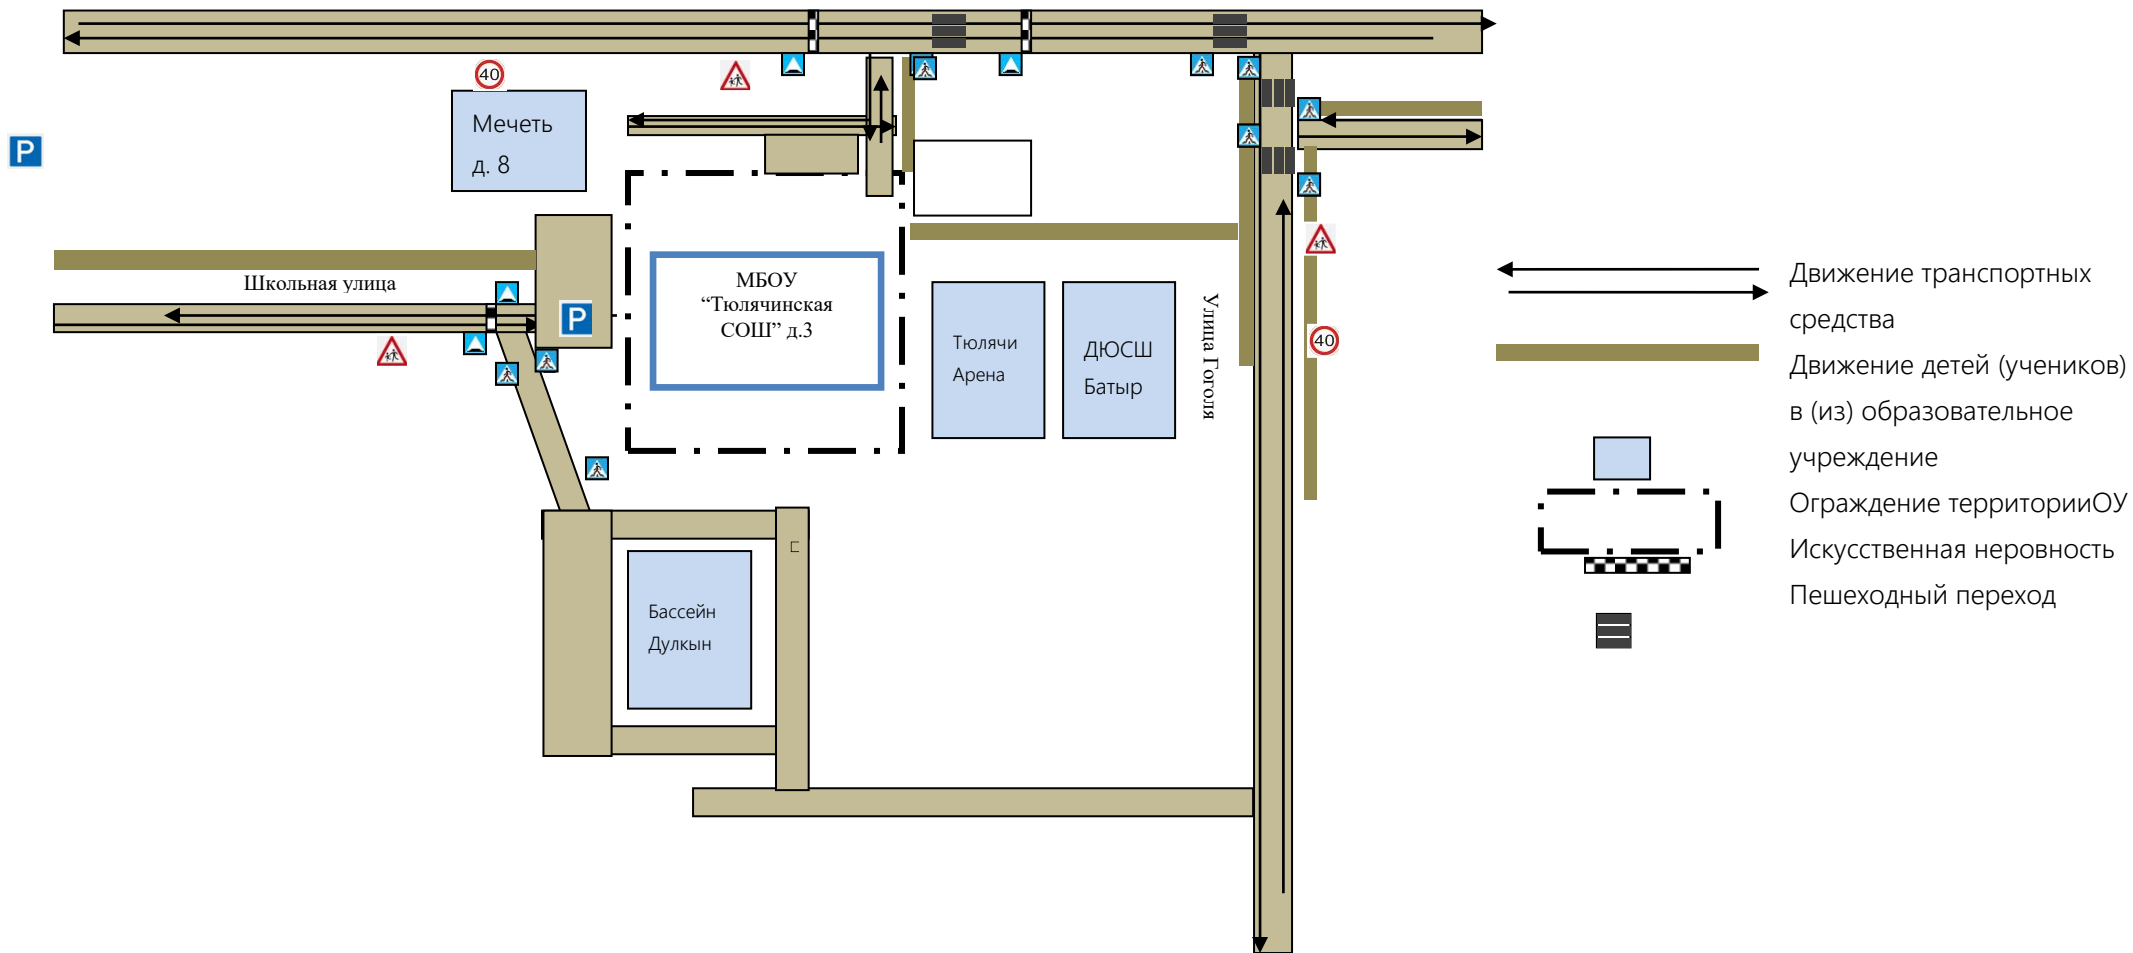 40
Мечеть
д. 8
P
Школьная улица
P
МБОУ
“Тюлячинская
СОШ” д.3
Тюлячи
Арена
ДЮСШ
Батыр
Улица Гоголя
40
Бассейн
Дулкын
Движение транспортных
средства
Движение детей (учеников)
в (из) образовательное
учреждение
Ограждение территорииОУ
Искусственная неровность
Пешеходный переход